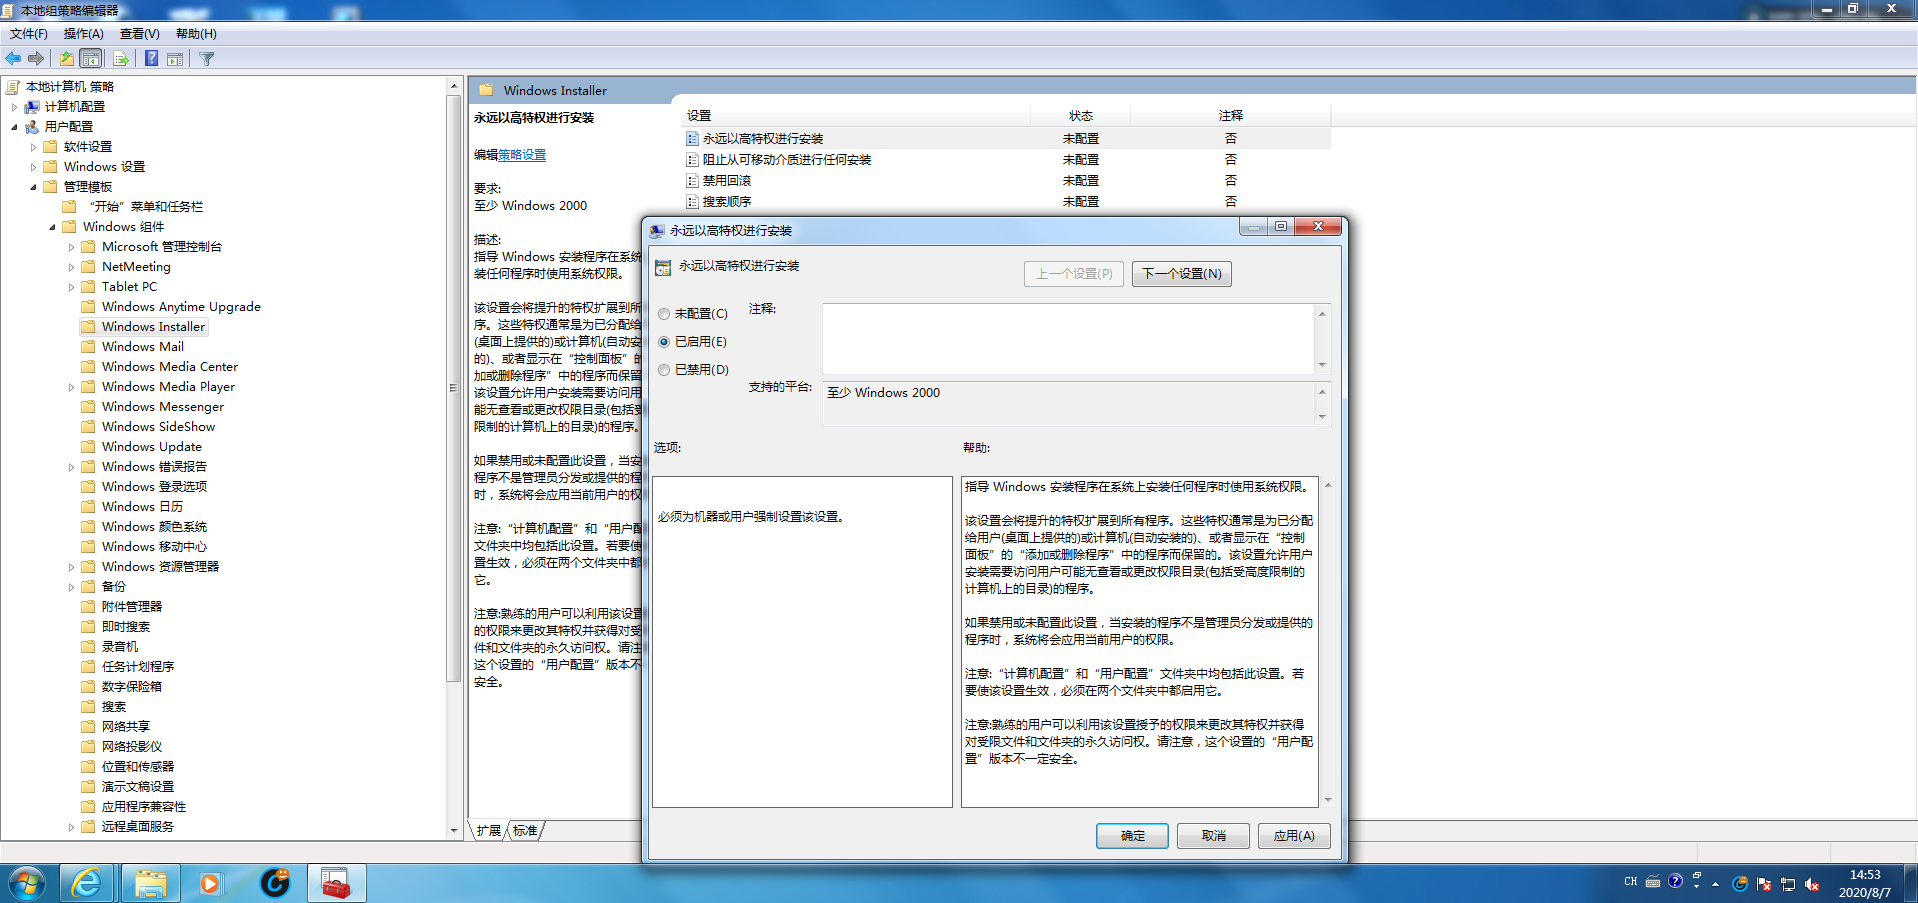 本地组策略编辑器
文件(F) 操作(A) 查看(V) 帮助(H)
本地计算机 策略
计算机配置
用户配置
软件设置
Windows 设置
管理模板
“开始”菜单和任务栏
Windows 组件
Microsoft 管理控制台
NetMeeting
Tablet PC
Windows Anytime Upgrade
Windows Installer
Windows Mail
Windows Media Center
Windows Media Player
Windows Messenger
Windows SideShow
Windows Update
Windows 错误报告
Windows 登录选项
Windows 日历
Windows 颜色系统
Windows 移动中心
Windows 资源管理器
备份
附件管理器
即时搜索
录音机
任务计划程序
数字保险箱
搜索
网络共享
网络投影仪
位置和传感器
演示文稿设置
应用程序兼容性
远程桌面服务
Windows Installer
永远以高特权进行安装
编辑策略设置
要求:
至少 Windows 2000
描述:
指导 Windows 安装程序在系统
装任何程序时使用系统权限。
该设置会将提升的特权扩展到所
序。这些特权通常是为已分配给
(桌面上提供的)或计算机(自动安装
的)、或者显示在“控制面板”的
加或删除程序”中的程序而保留
该设置允许用户安装需要访问用
能无查看或更改权限目录(包括受
限制的计算机上的目录)的程序。
如果禁用或未配置此设置，当安装
程序不是管理员分发或提供的程
时，系统将会应用当前用户的权
注意:“计算机配置”和“用户配
文件夹中均包括此设置。若要使
置生效，必须在两个文件夹中都
它。
注意:熟练的用户可以利用该设置
的权限来更改其特权并获得对受
件和文件夹的永久访问权。请注
这个设置的“用户配置”版本不
安全。
设置 状态 注释
永远以高特权进行安装 未配置 否
阻止从可移动介质进行任何安装 未配置 否
禁用回滚 未配置 否
搜索顺序 未配置 否
永远以高特权进行安装
永远以高特权进行安装
上一个设置(P) 下一个设置(N)
未配置(C) 注释:
已启用(E)
已禁用(D)
支持的平台: 至少 Windows 2000
选项: 帮助:
必须为机器或用户强制设置该设置。
指导 Windows 安装程序在系统上安装任何程序时使用系统权限。
该设置会将提升的特权扩展到所有程序。这些特权通常是为已分配
给用户(桌面上提供的)或计算机(自动安装的)、或者显示在“控制
面板”的“添加或删除程序”中的程序而保留的。该设置允许用户
安装需要访问用户可能无查看或更改权限目录(包括受高度限制的
计算机上的目录)的程序。
如果禁用或未配置此设置，当安装的程序不是管理员分发或提供的
程序时，系统将会应用当前用户的权限。
注意:“计算机配置”和“用户配置”文件夹中均包括此设置。若
要使该设置生效，必须在两个文件夹中都启用它。
注意:熟练的用户可以利用该设置授予的权限来更改其特权并获得
对受限文件和文件夹的永久访问权。请注意，这个设置的“用户配
置”版本不一定安全。
确定 取消 应用(A)
扩展 标准
CH
14:53
2020/8/7